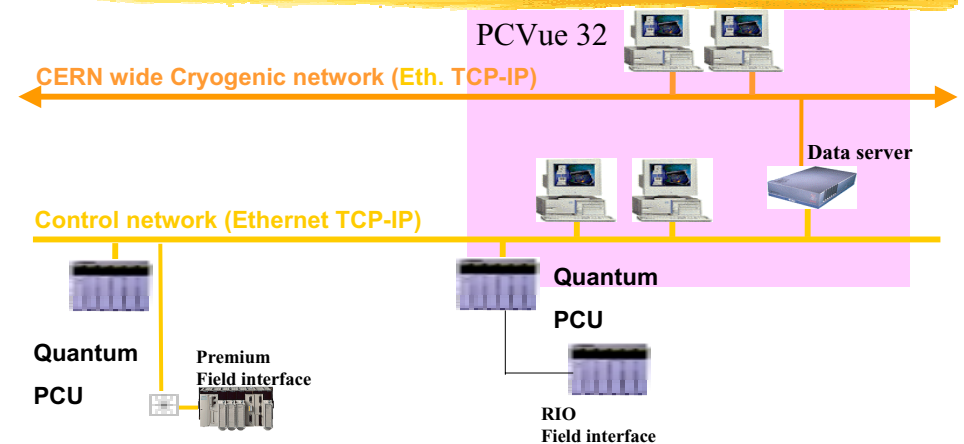 PCVue 32
CERN wide Cryogenic network (Eth. TCP-IP)
Data server
Control network (Ethernet TCP-IP)
Quantum
PCU
Quantum
PCU
Premium
Field interface
RIO
Field interface